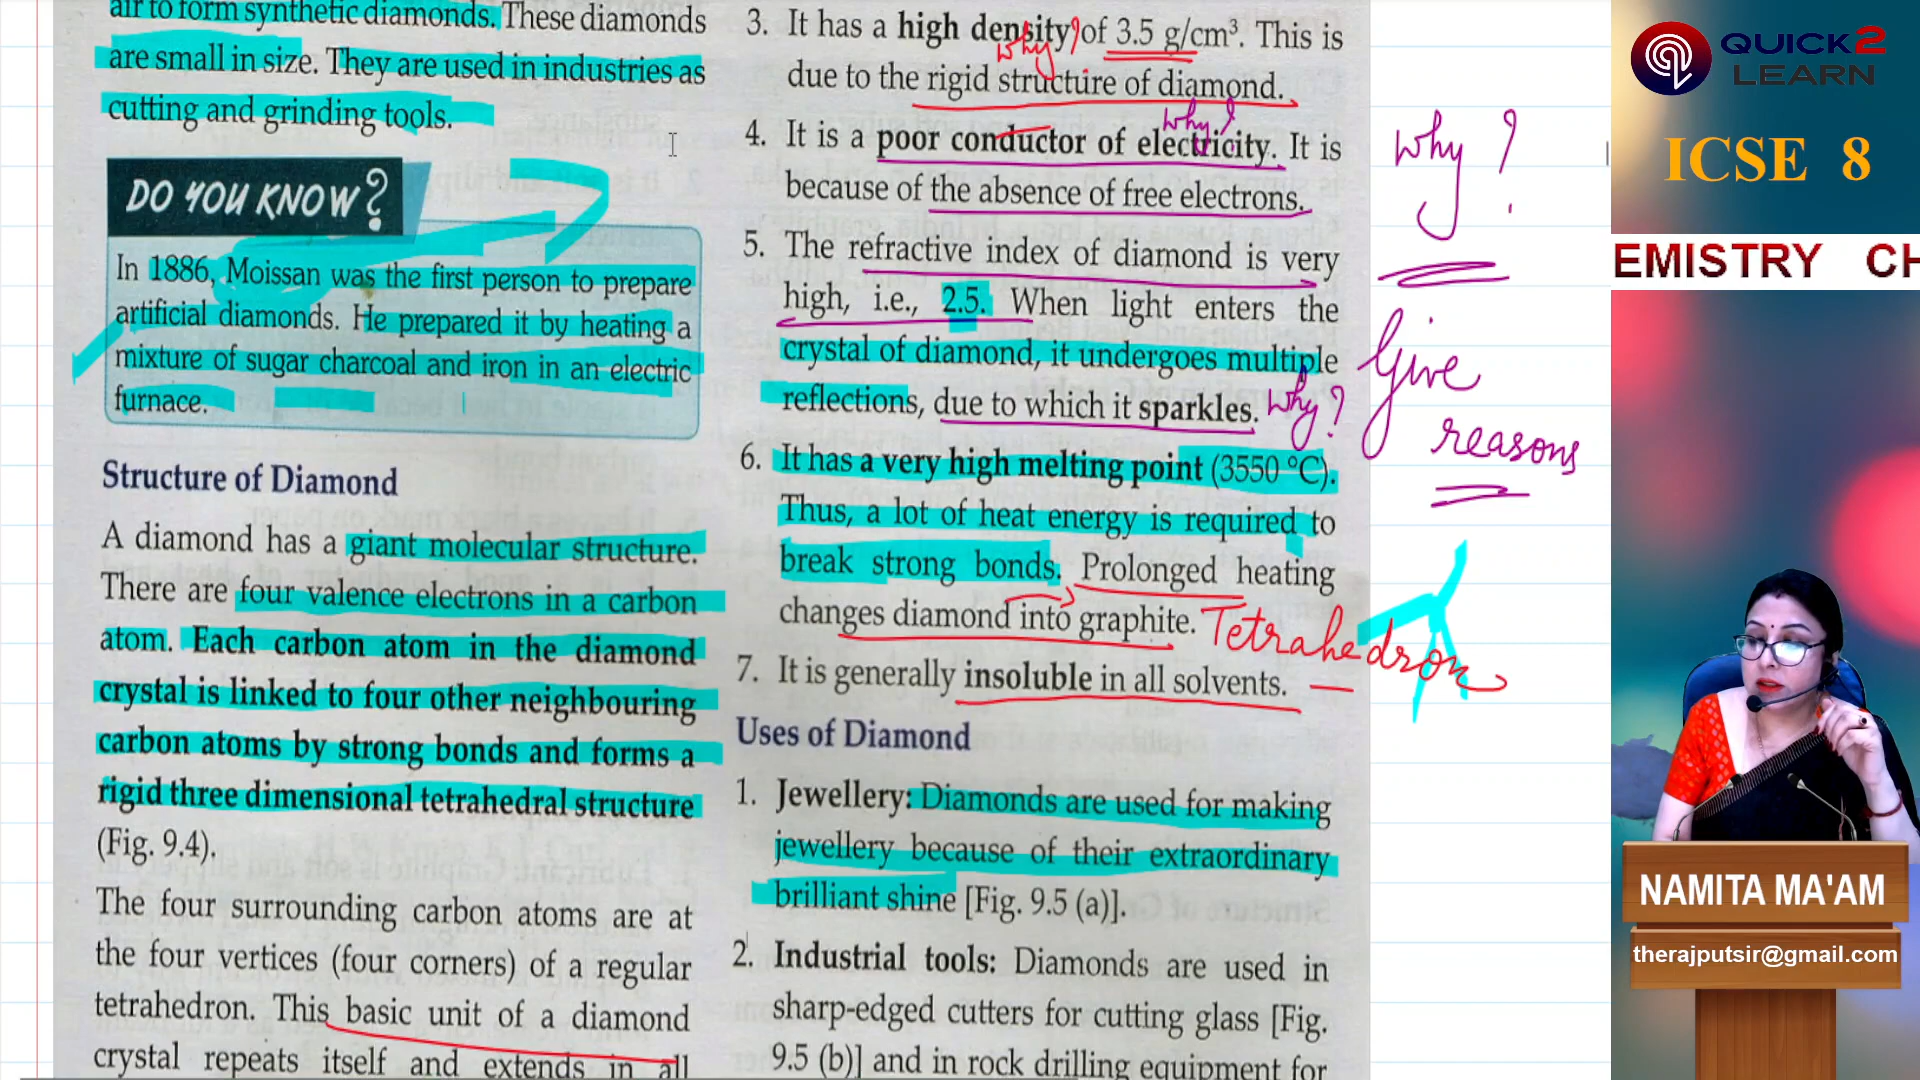 air to form synthetic diamonds. These diamonds
are small in size. They are used in industries as
cutting and grinding tools.
DO YOU KNOW?
In 1886, Moissan was the first person to prepare
artificial diamonds. He prepared it by heating a
mixture of sugar charcoal and iron in an electric
furnace.
Structure of Diamond
A diamond has a giant molecular structure.
There are four valence electrons in a carbon
atom. Each carbon atom in the diamond
crystal is linked to four other neighbouring
carbon atoms by strong bonds and forms a
rigid three dimensional tetrahedral structure
(Fig. 9.4).
The four surrounding carbon atoms are at
the four vertices (four corners) of a regular
tetrahedron. This basic unit of a diamond
crystal repeats itself and extends in all
3. It has a high density of 3.5 g/cm³. This is
why?
due to the rigid structure of diamond.
why?
4. It is a poor conductor of electricity. It is
because of the absence of free electrons.
5. The refractive index of diamond is very
high, i.e., 2.5. When light enters the
crystal of diamond, it undergoes multiple
reflections, due to which it sparkles. Why?
6. It has a very high melting point (3550 °C).
Thus, a lot of heat energy is required to
break strong bonds. Prolonged heating
changes diamond into graphite. Tetrahedron
7. It is generally insoluble in all solvents.
Uses of Diamond
1. Jewellery: Diamonds are used for making
jewellery because of their extraordinary
brilliant shine [Fig. 9.5 (a)].
2. Industrial tools: Diamonds are used in
sharp-edged cutters for cutting glass [Fig.
9.5 (b)] and in rock drilling equipment for
Why?
Give
reasons
QUICK2
LEARN
ICSE 8
EMISTRY CH
NAMITA MA'AM
therajputsir@gmail.com